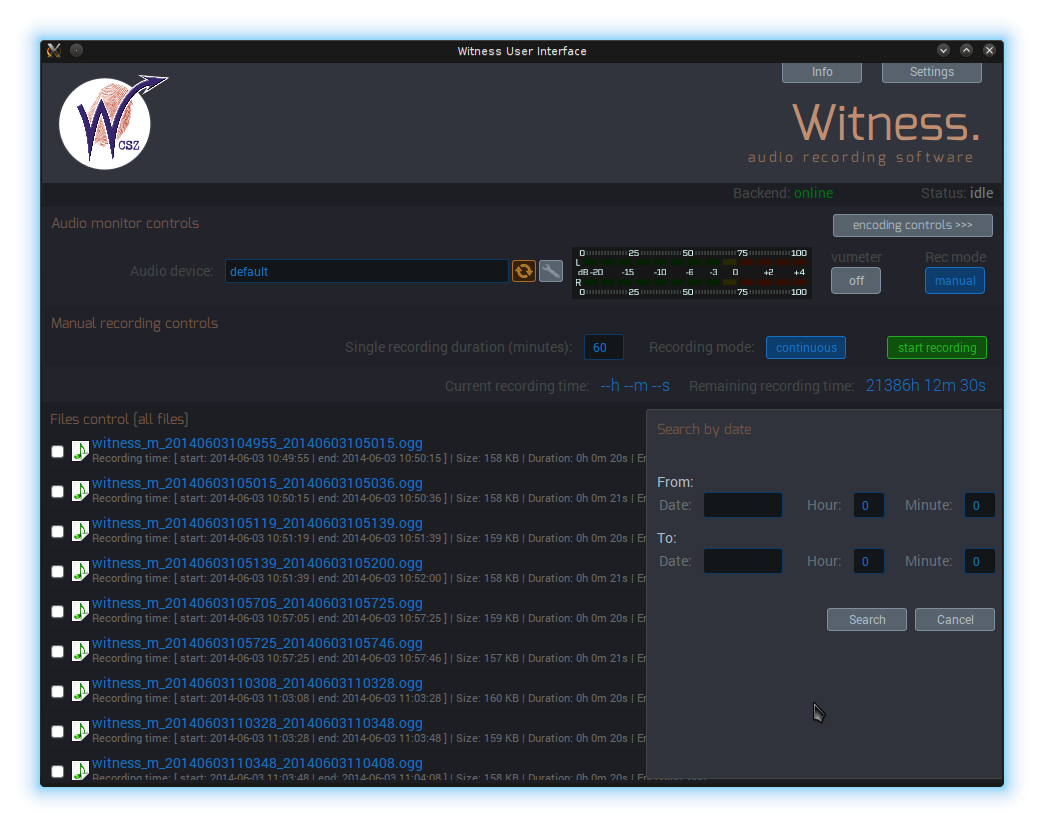 Witness User Interface
Info Settings
W CSZ
Witness.
audio recording software
Backend: online Status: idle
Audio monitor controls
encoding controls >>>
vumeter Rec mode
Audio device: default
0 25 50 75 100
L
dB -20 -15 -10 -6 -3 0 +2 +4
R
0 25 50 75 100
off manual
Manual recording controls
Single recording duration (minutes): 60 Recording mode: continuous start recording
Current recording time: --h --m --s Remaining recording time: 21386h 12m 30s
Files control [all files]
witness_m_20140603104955_20140603105015.ogg
Recording time: [ start: 2014-06-03 10:49:55 | end: 2014-06-03 10:50:15 ] | Size: 158 KB | Duration: 0h 0m 20s |
witness_m_20140603105015_20140603105036.ogg
Recording time: [ start: 2014-06-03 10:50:15 | end: 2014-06-03 10:50:36 ] | Size: 158 KB | Duration: 0h 0m 21s |
witness_m_20140603105119_20140603105139.ogg
Recording time: [ start: 2014-06-03 10:51:19 | end: 2014-06-03 10:51:39 ] | Size: 159 KB | Duration: 0h 0m 20s |
witness_m_20140603105139_20140603105200.ogg
Recording time: [ start: 2014-06-03 10:51:39 | end: 2014-06-03 10:52:00 ] | Size: 158 KB | Duration: 0h 0m 21s |
witness_m_20140603105705_20140603105725.ogg
Recording time: [ start: 2014-06-03 10:57:05 | end: 2014-06-03 10:57:25 ] | Size: 159 KB | Duration: 0h 0m 20s |
witness_m_20140603105725_20140603105746.ogg
Recording time: [ start: 2014-06-03 10:57:25 | end: 2014-06-03 10:57:46 ] | Size: 157 KB | Duration: 0h 0m 21s |
witness_m_20140603110308_20140603110328.ogg
Recording time: [ start: 2014-06-03 11:03:08 | end: 2014-06-03 11:03:28 ] | Size: 160 KB | Duration: 0h 0m 20s |
witness_m_20140603110328_20140603110348.ogg
Recording time: [ start: 2014-06-03 11:03:28 | end: 2014-06-03 11:03:48 ] | Size: 159 KB | Duration: 0h 0m 20s |
witness_m_20140603110348_20140603110408.ogg
Recording time: [ start: 2014-06-03 11:03:48 | end: 2014-06-03 11:04:08 ] | Size: 158 KB | Duration: 0h 0m 20s |
Search by date
From:
Date: Hour: 0 Minute: 0
To:
Date: Hour: 0 Minute: 0
Search Cancel